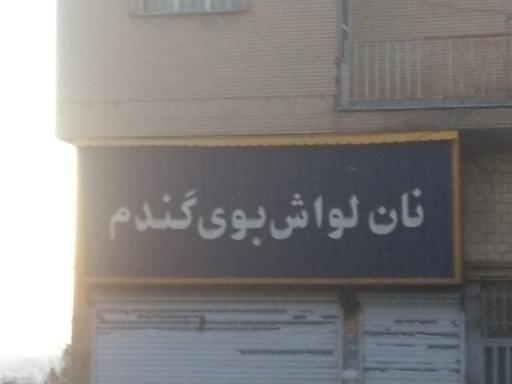 نان لواش بوی گندم